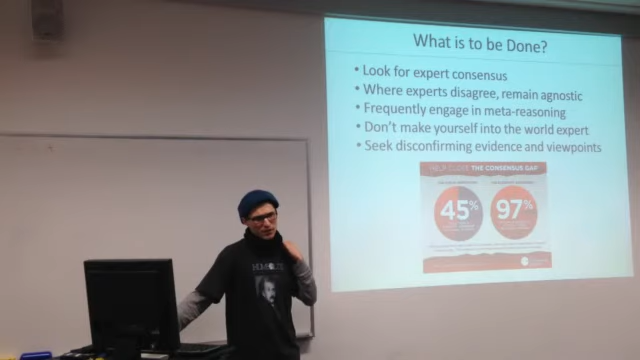 What is to be Done?
• Look for expert consensus
• Where experts disagree, remain agnostic
• Frequently engage in meta-reasoning
• Don't make yourself into the world expert
• Seek disconfirming evidence and viewpoints
THE CONSENSUS GAP
45%
97%